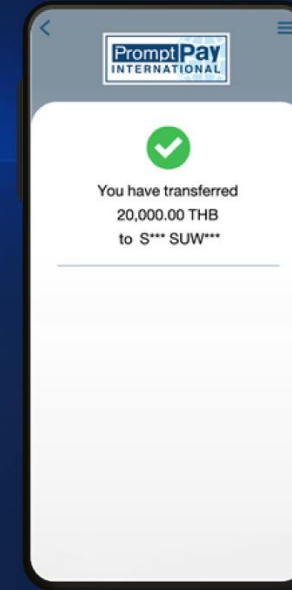 PromptPay
INTERNATIONAL
You have transferred
20,000.00 THB
to S*** SUW***